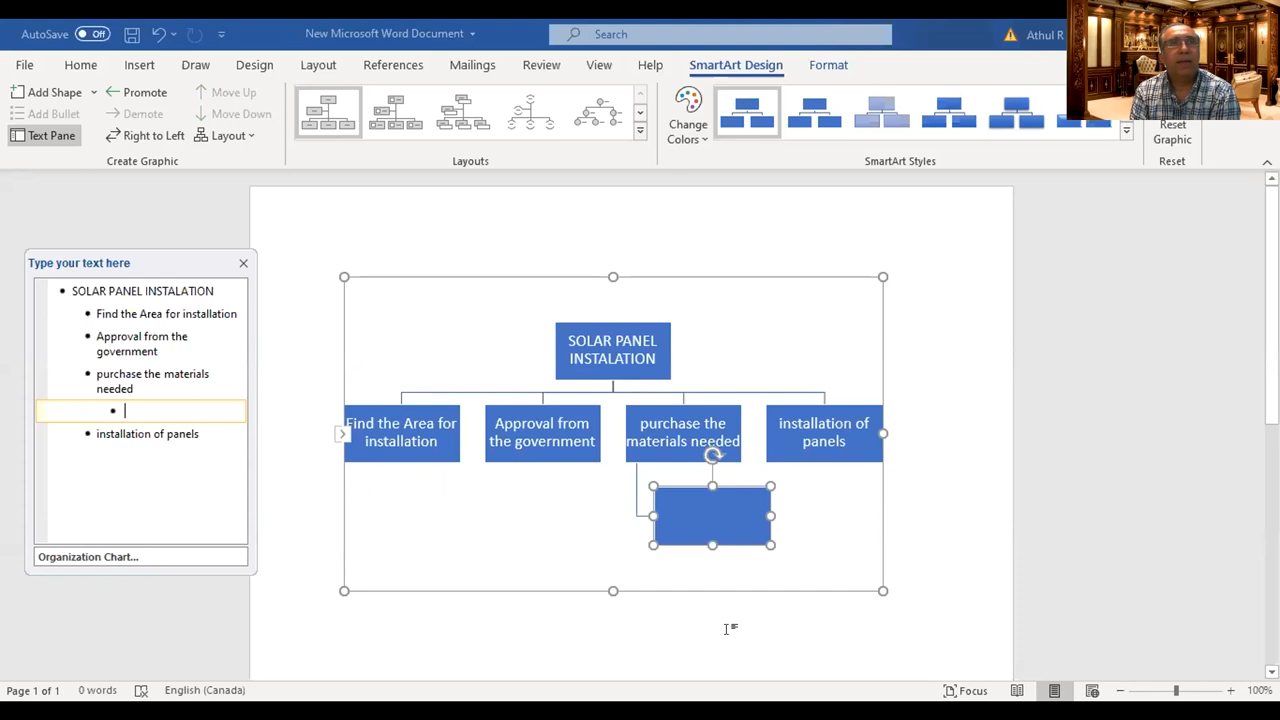 AutoSave Off New Microsoft Word Document Search Athul R
File Home Insert Draw Design Layout References Mailings Review View Help SmartArt Design Format
Add Shape Promote Move Up
Add Bullet Demote Move Down
Text Pane Right to Left Layout
Create Graphic
Layouts
Change
Colors
SmartArt Styles
Reset
Graphic
Reset
Type your text here
SOLAR PANEL INSTALATION
Find the Area for installation
Approval from the
government
purchase the materials
needed
installation of panels
Organization Chart...
SOLAR PANEL
INSTALATION
Find the Area for
installation
Approval from
the government
purchase the
materials needed
installation of
panels
Page 1 of 1 0 words English (Canada) Focus 100%